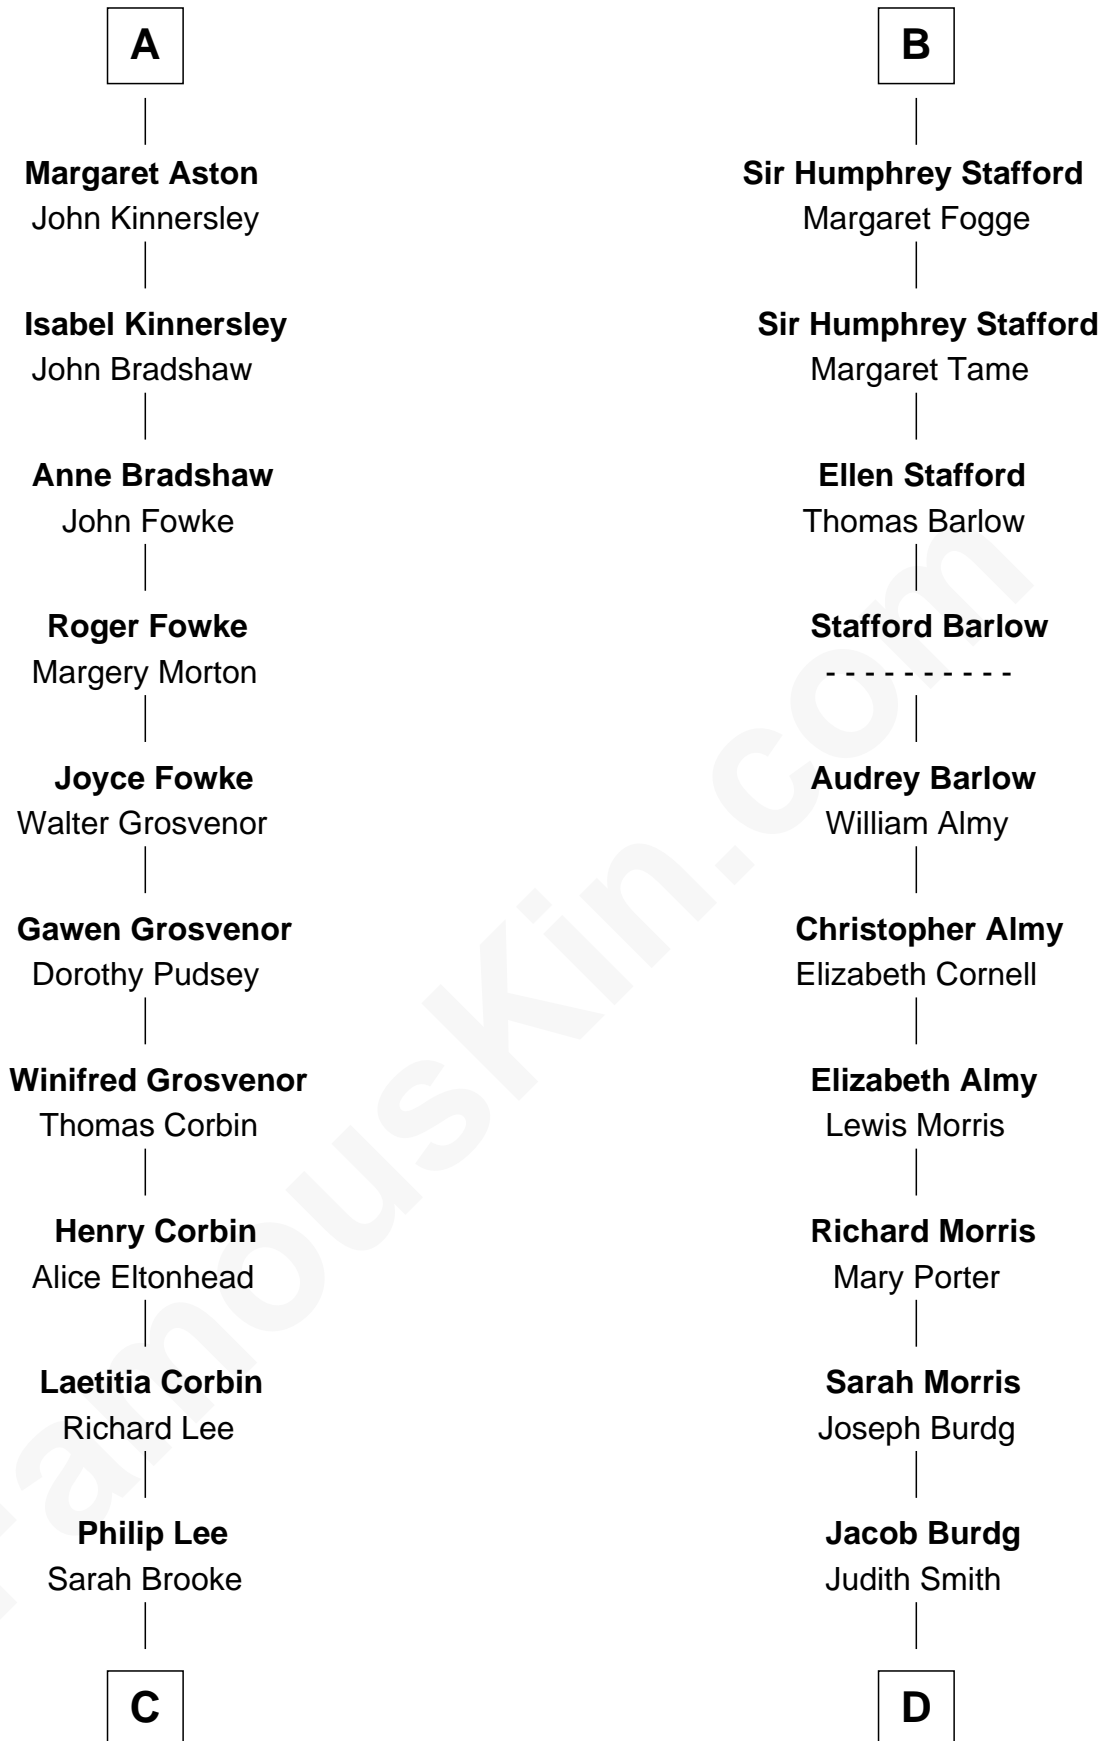 A
Margaret Aston
John Kinnersley
Isabel Kinnersley
John Bradshaw
Anne Bradshaw
John Fowke
Roger Fowke
Margery Morton
Joyce Fowke
Walter Grosvenor
Gawen Grosvenor
Dorothy Pudsey
Winifred Grosvenor
Thomas Corbin
Henry Corbin
Alice Eltonhead
Laetitia Corbin
Richard Lee
Philip Lee
Sarah Brooke
C
B
Sir Humphrey Stafford
Margaret Fogge
Sir Humphrey Stafford
Margaret Tame
Ellen Stafford
Thomas Barlow
Stafford Barlow
- - - - - - - - - -
Audrey Barlow
William Almy
Christopher Almy
Elizabeth Cornell
Elizabeth Almy
Lewis Morris
Richard Morris
Mary Porter
Sarah Morris
Joseph Burdg
Jacob Burdg
Judith Smith
D
FamousKin.com